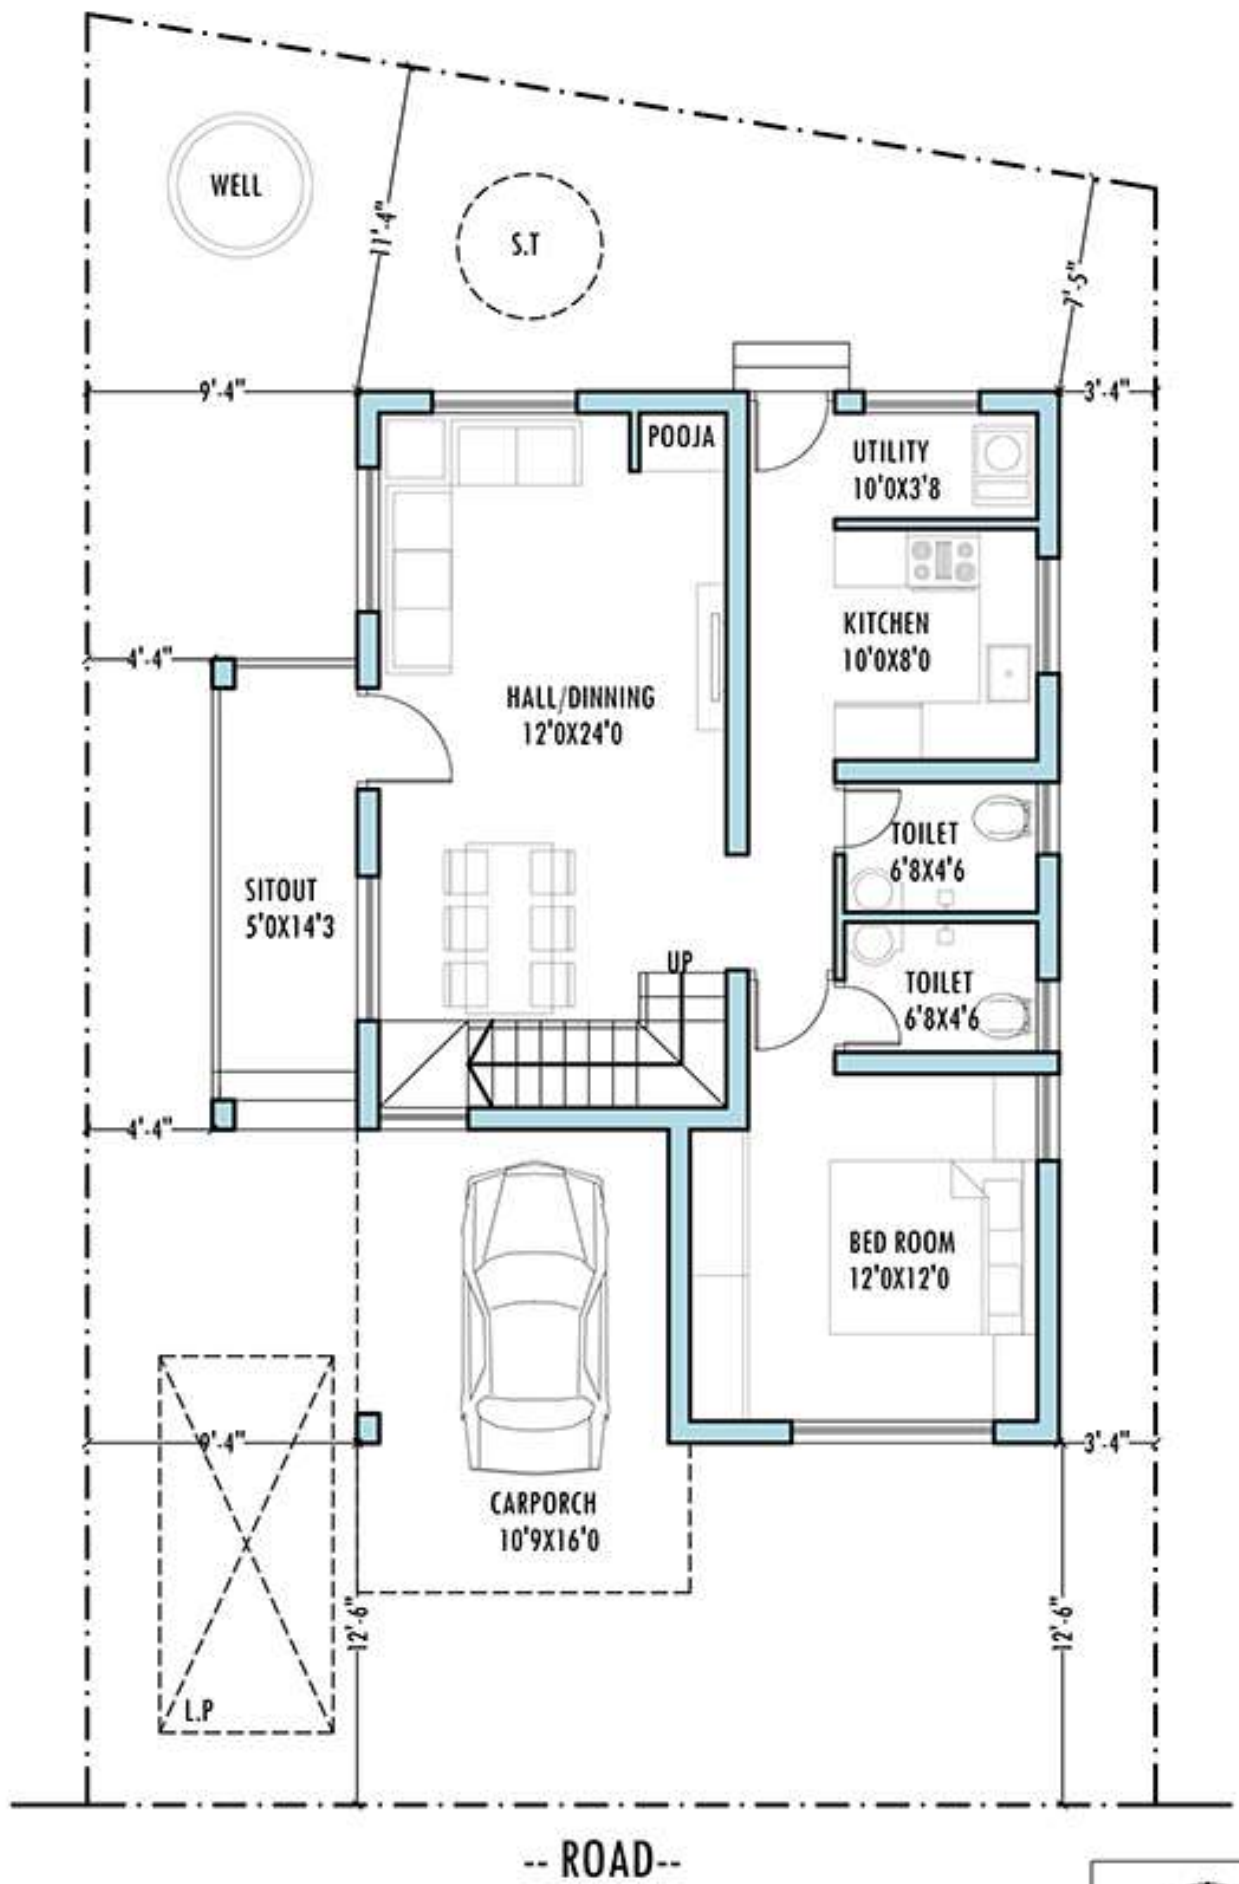 WELL
11'-4"
S.T
7'-5"
9'-4"
3'-4"
POOJA
UTILITY
10'0X3'8
KITCHEN
10'0X8'0
4'-4"
HALL/DINNING
12'0X24'0
TOILET
6'8X4'6
SITOUT
5'0X14'3
UP
TOILET
6'8X4'6
4'-4"
BED ROOM
12'0X12'0
9'-4"
3'-4"
CARPORCH
10'9X16'0
12'-6"
12'-6"
L.P
-- ROAD--